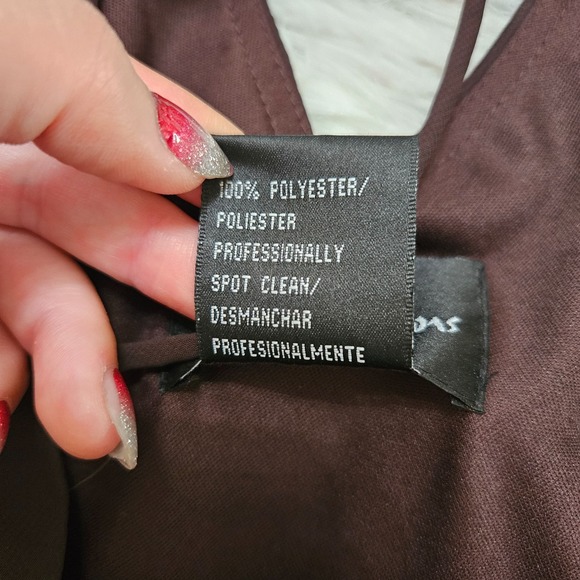 100% POLYESTER/
POLIESTER
PROFESSIONALLY
SPOT CLEAN/
DESMANCHAR
PROFESIONALMENTE